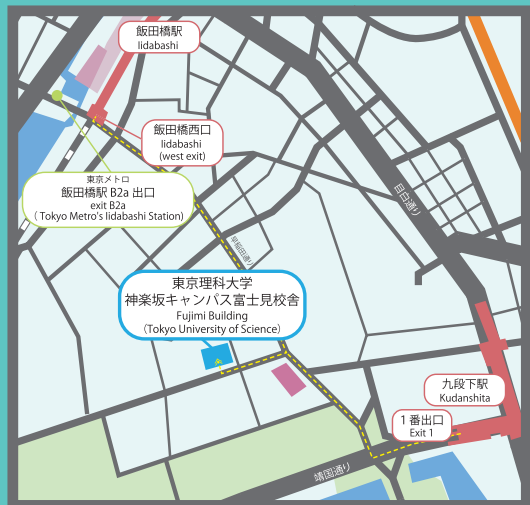 飯田橋駅
Iidabashi
飯田橋西口
Iidabashi
(west exit)
東京メトロ
飯田橋駅 B2a 出口
exit B2a
( Tokyo Metro's Iidabashi Station)
目白通り
早稲田通り
東京理科大学
神楽坂キャンパス富士見校舎
Fujimi Building
(Tokyo University of Science)
九段下駅
Kudanshita
1 番出口
Exit 1
靖国通り